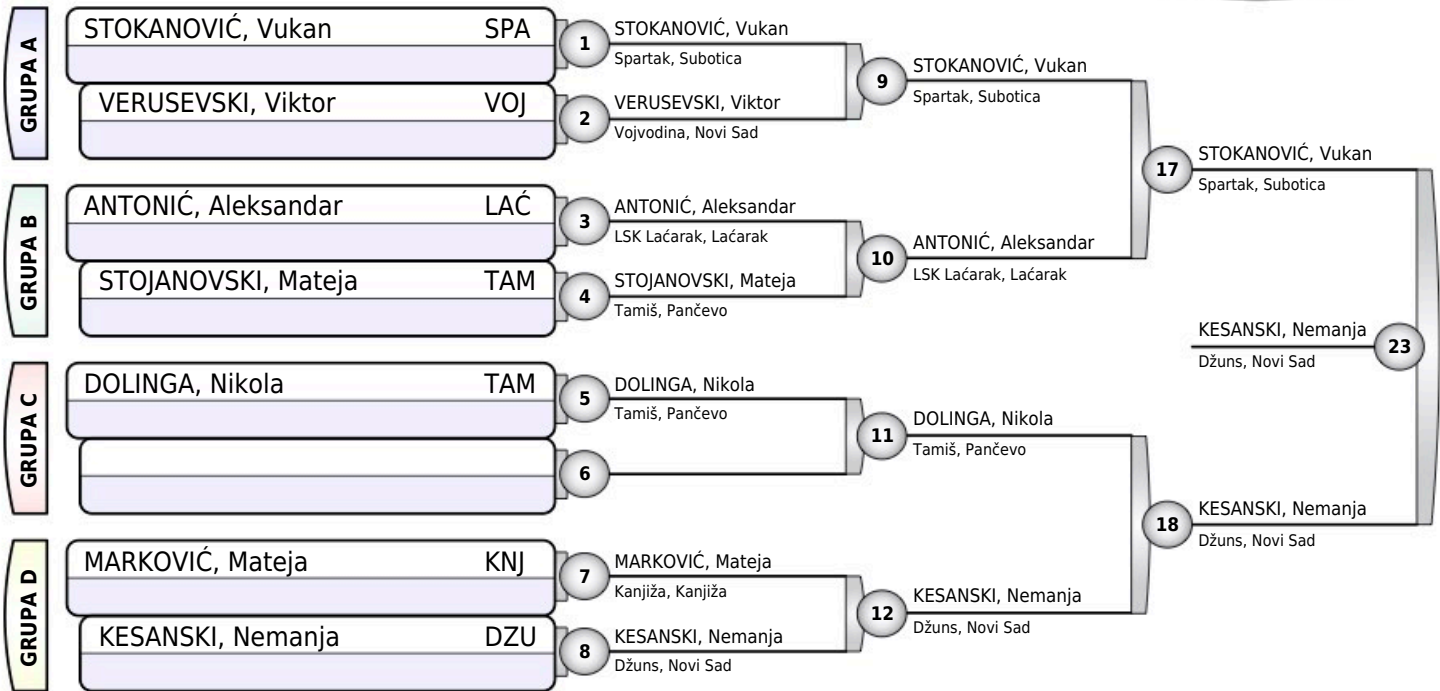 GRUPA A
STOKANOVIĆ, Vukan SPA
VERUSEVSKI, Viktor VOJ
GRUPA B
ANTONIĆ, Aleksandar LAĆ
STOJANOVSKI, Mateja TAM
GRUPA C
DOLINGA, Nikola TAM
GRUPA D
MARKOVIĆ, Mateja KNJ
KESANSKI, Nemanja DZU
1 STOKANOVIĆ, Vukan
Spartak, Subotica
2 VERUSEVSKI, Viktor
Vojvodina, Novi Sad
3 ANTONIĆ, Aleksandar
LSK Laćarak, Laćarak
4 STOJANOVSKI, Mateja
Tamiš, Pančevo
5 DOLINGA, Nikola
Tamiš, Pančevo
6
7 MARKOVIĆ, Mateja
Kanjiža, Kanjiža
8 KESANSKI, Nemanja
Džuns, Novi Sad
9 STOKANOVIĆ, Vukan
Spartak, Subotica
10 ANTONIĆ, Aleksandar
LSK Laćarak, Laćarak
11 DOLINGA, Nikola
Tamiš, Pančevo
12 KESANSKI, Nemanja
Džuns, Novi Sad
17 STOKANOVIĆ, Vukan
Spartak, Subotica
18 KESANSKI, Nemanja
Džuns, Novi Sad
KESANSKI, Nemanja 23
Džuns, Novi Sad